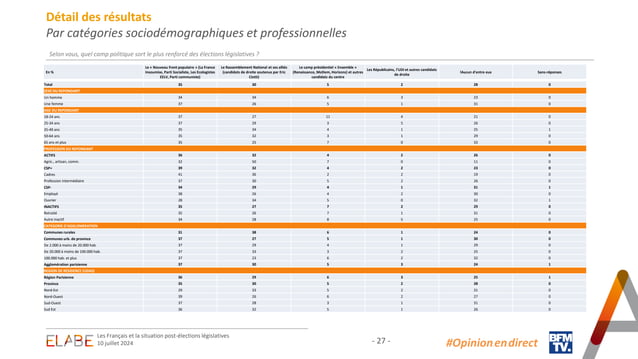 Détail des résultats
Par catégories sociodémographiques et professionnelles
Selon vous, quel camp politique sort le plus renforcé des élections législatives ?
En %
Le « Nouveau front populaire » (La France Insoumise, Parti Socialiste, Les Ecologistes EELV, Parti communiste)
Le Rassemblement National et ses alliés (candidats de droite soutenus par Eric Ciotti)
Le camp présidentiel « Ensemble » (Renaissance, MoDem, Horizons) et autres candidats du centre
Les Républicains, l'UDI et autres candidats de droite
Aucun d'entre eux
Sans réponses
Total 35 30 5 2 28 0
SEXE DU REPONDANT
Un homme 34 34 6 3 23 0
Une femme 37 26 5 1 31 0
AGE DU REPONDANT
18-24 ans 37 27 11 4 21 0
25-34 ans 37 29 3 5 26 0
35-49 ans 35 34 4 1 25 1
50-64 ans 35 32 3 1 29 0
65 ans et plus 35 25 7 0 33 0
PROFESSION DU REPONDANT
ACTIFS 36 32 4 2 26 0
Agric., artisan, comm. 32 50 7 0 11 0
CSP+ 39 32 4 2 23 0
Cadres 41 36 2 2 19 0
Profession intermédiaire 37 30 5 2 26 0
CSP- 34 29 4 1 31 1
Employé 38 26 4 2 30 0
Ouvrier 28 34 5 0 32 1
INACTIFS 35 27 7 2 29 0
Retraité 35 26 7 1 31 0
Autre inactif 34 28 8 5 25 0
CATEGORIE D'AGGLOMERATION
Communes rurales 31 38 6 1 24 0
Communes urb. de province 37 27 5 1 30 0
De 2.000 à moins de 20.000 hab. 37 29 4 1 29 0
De 20.000 à moins de 100.000 hab. 35 33 5 2 25 0
100.000 hab. et plus 37 23 6 2 32 0
Agglomération parisienne 37 30 5 3 24 1
REGION DE RESIDENCE (UDA5)
Région Parisienne 36 29 6 3 25 1
Province 35 30 5 2 28 0
Nord Est 29 33 5 2 31 0
Nord-Ouest 39 26 6 2 27 0
Sud-Ouest 37 28 3 1 31 0
Sud Est 36 32 5 1 26 0
ELABE
Les Français et la situation post-élections législatives
10 juillet 2024
- 27 -
#Opinionendirect
BFM
TV.